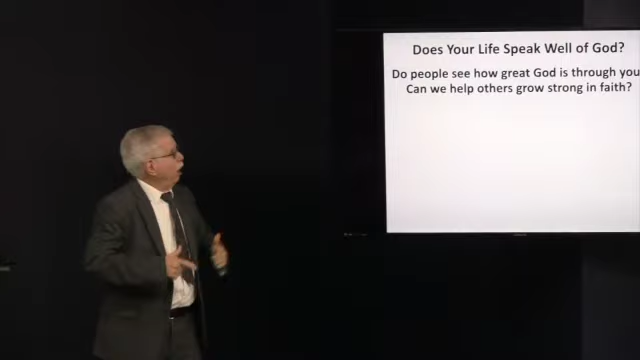 Does Your Life Speak Well of God?
Do people see how great God is through you
Can we help others grow strong in faith?